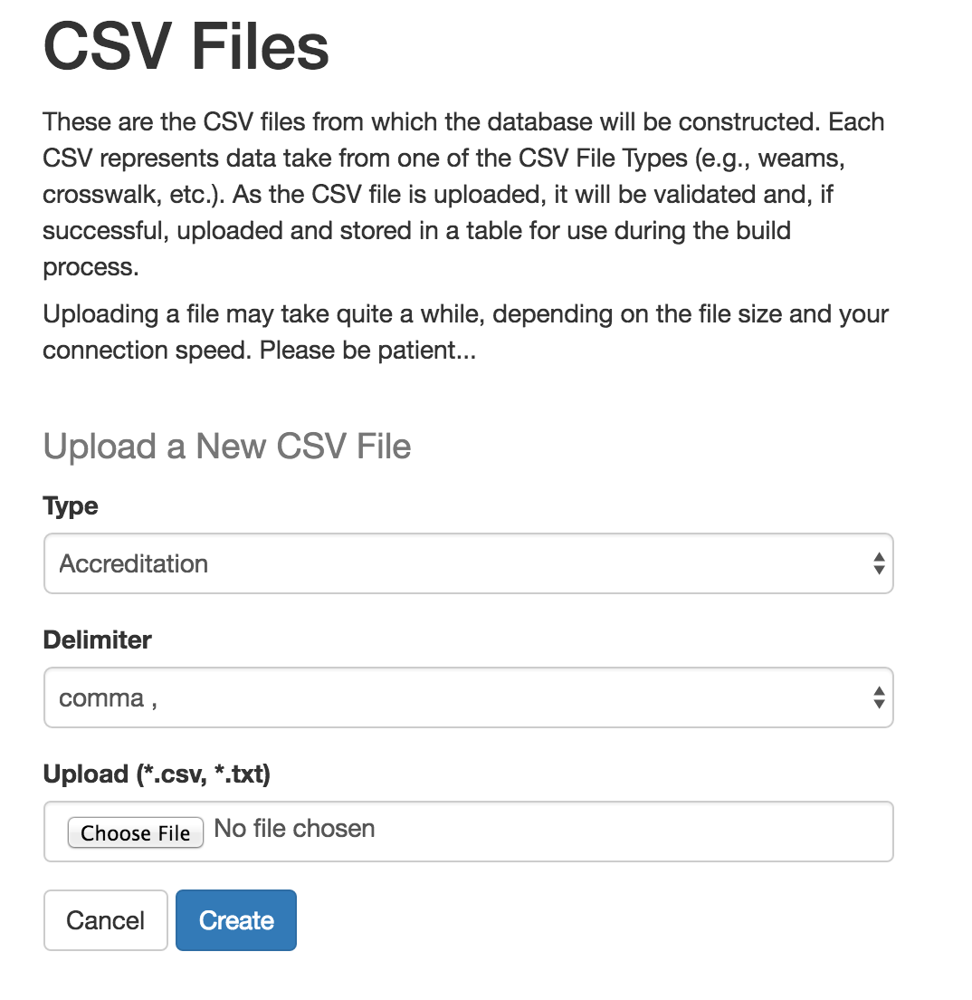 CSV Files
These are the CSV files from which the database will be constructed. Each
CSV represents data take from one of the CSV File Types (e.g., weams,
crosswalk, etc.). As the CSV file is uploaded, it will be validated and, if
successful, uploaded and stored in a table for use during the build
process.
Uploading a file may take quite a while, depending on the file size and your
connection speed. Please be patient...
Upload a New CSV File
Type
Accreditation
Delimiter
comma ,
Upload (*.csv, *.txt)
Choose File No file chosen
Cancel Create